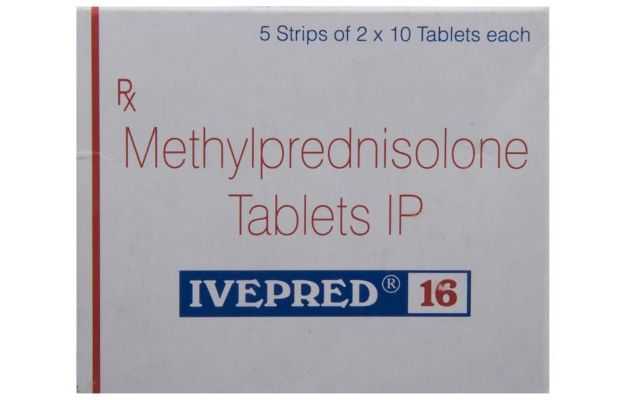 5 Strips of 2 x 10 Tablets each
Rx
Methylprednisolone
Tablets IP
IVEPRED® 16